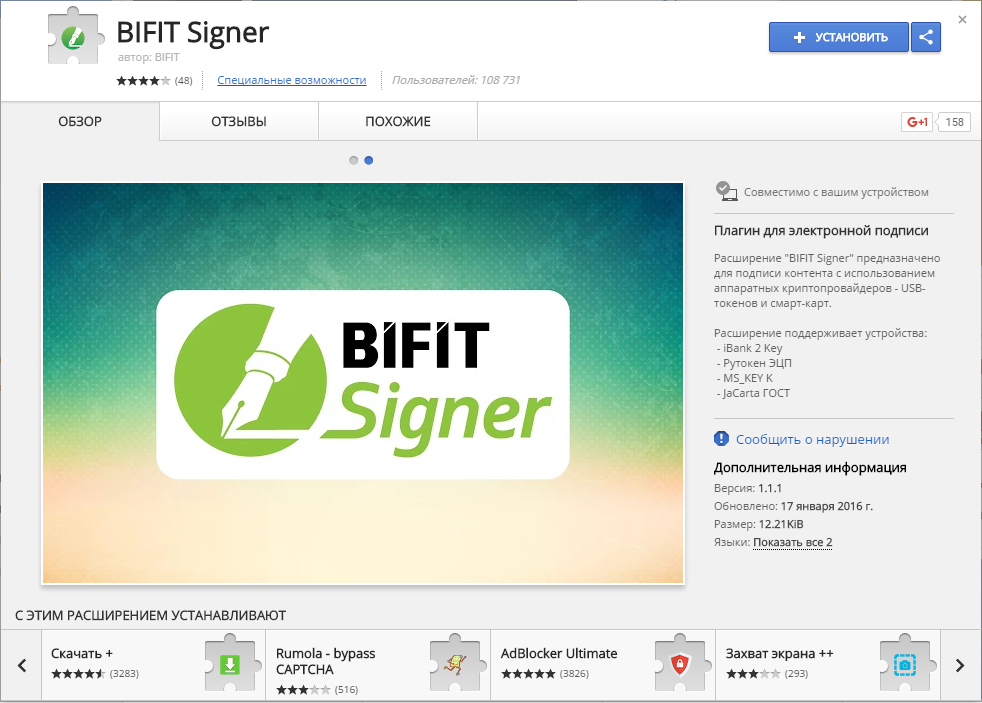 BIFIT Signer
автор: BIFIT
(48)
Специальные возможности
Пользователей: 108 731
УСТАНОВИТЬ
ОБЗОР
ОТЗЫВЫ
ПОХОЖИЕ
G+1
158
BIFIT
Signer
Совместимо с вашим устройством
Плагин для электронной подписи
Расширение "BIFIT Signer" предназначено
для подписи контента с использованием
аппаратных криптопровайдеров - USB-
токенов и смарт-карт.
Расширение поддерживает устройства:
- iBank 2 Key
- Рутокен ЭЦП
- MS_KEY K
- JaCarta ГОСТ
Сообщить о нарушении
Дополнительная информация
Версия: 1.1.1
Обновлено: 17 января 2016 г.
Размер: 12.21KiB
Языки: Показать все 2
С ЭТИМ РАСШИРЕНИЕМ УСТАНАВЛИВАЮТ
Скачать +
(3283)
Rumola - bypass
CAPTCHA
(516)
AdBlocker Ultimate
(3826)
Захват экрана ++
(293)